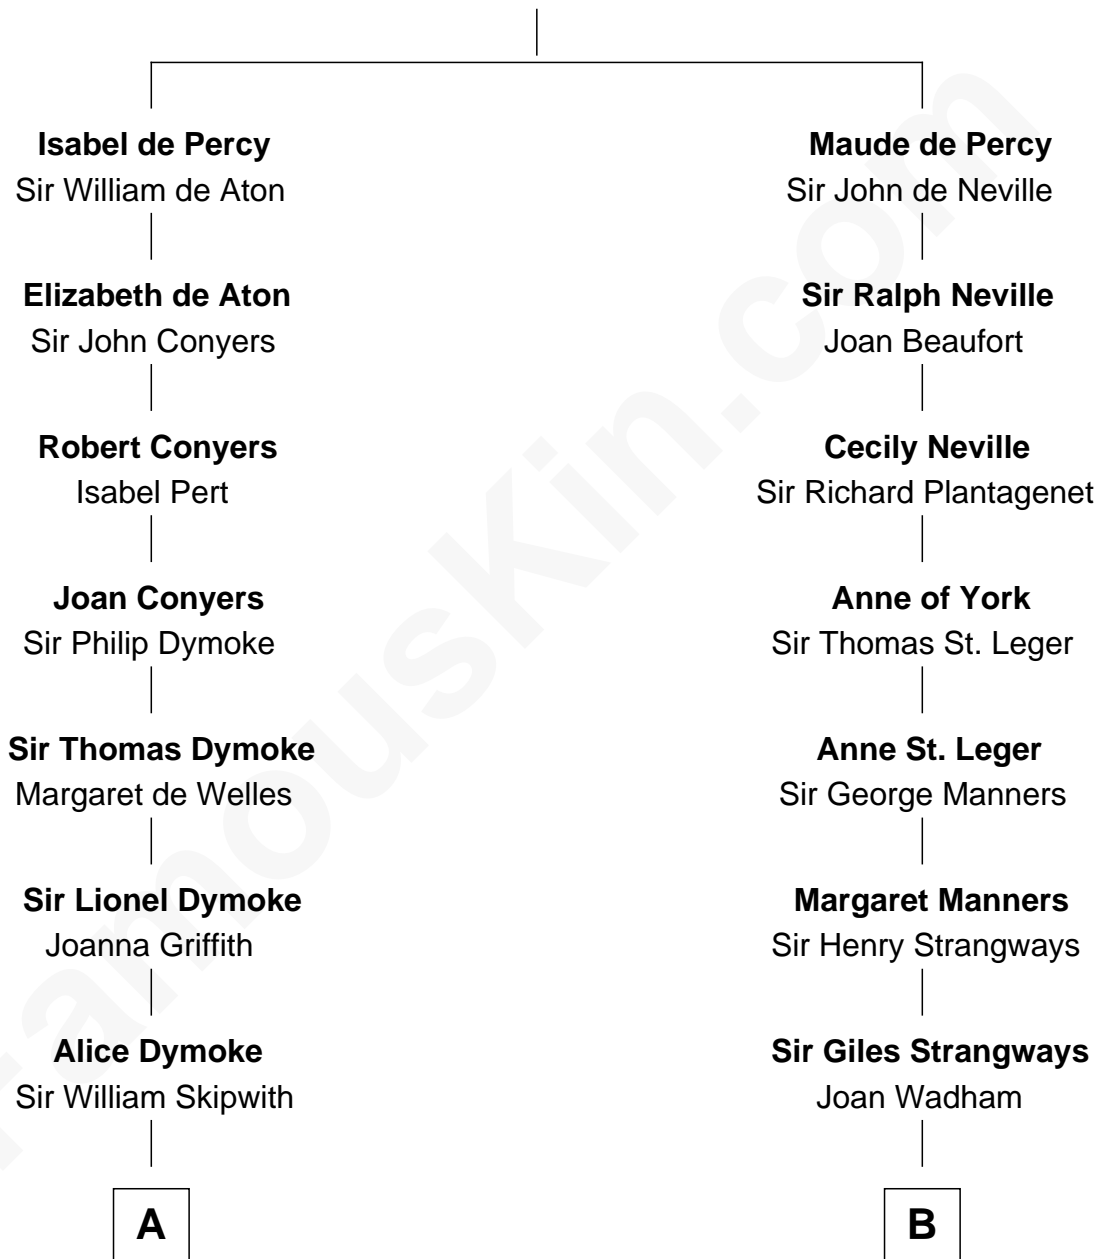 Isabel de Percy
Sir William de Aton
Elizabeth de Aton
Sir John Conyers
Robert Conyers
Isabel Pert
Joan Conyers
Sir Philip Dymoke
Sir Thomas Dymoke
Margaret de Welles
Sir Lionel Dymoke
Joanna Griffith
Alice Dymoke
Sir William Skipwith
A
Maude de Percy
Sir John de Neville
Sir Ralph Neville
Joan Beaufort
Cecily Neville
Sir Richard Plantagenet
Anne of York
Sir Thomas St. Leger
Anne St. Leger
Sir George Manners
Margaret Manners
Sir Henry Strangways
Sir Giles Strangways
Joan Wadham
B
FamousKin.com